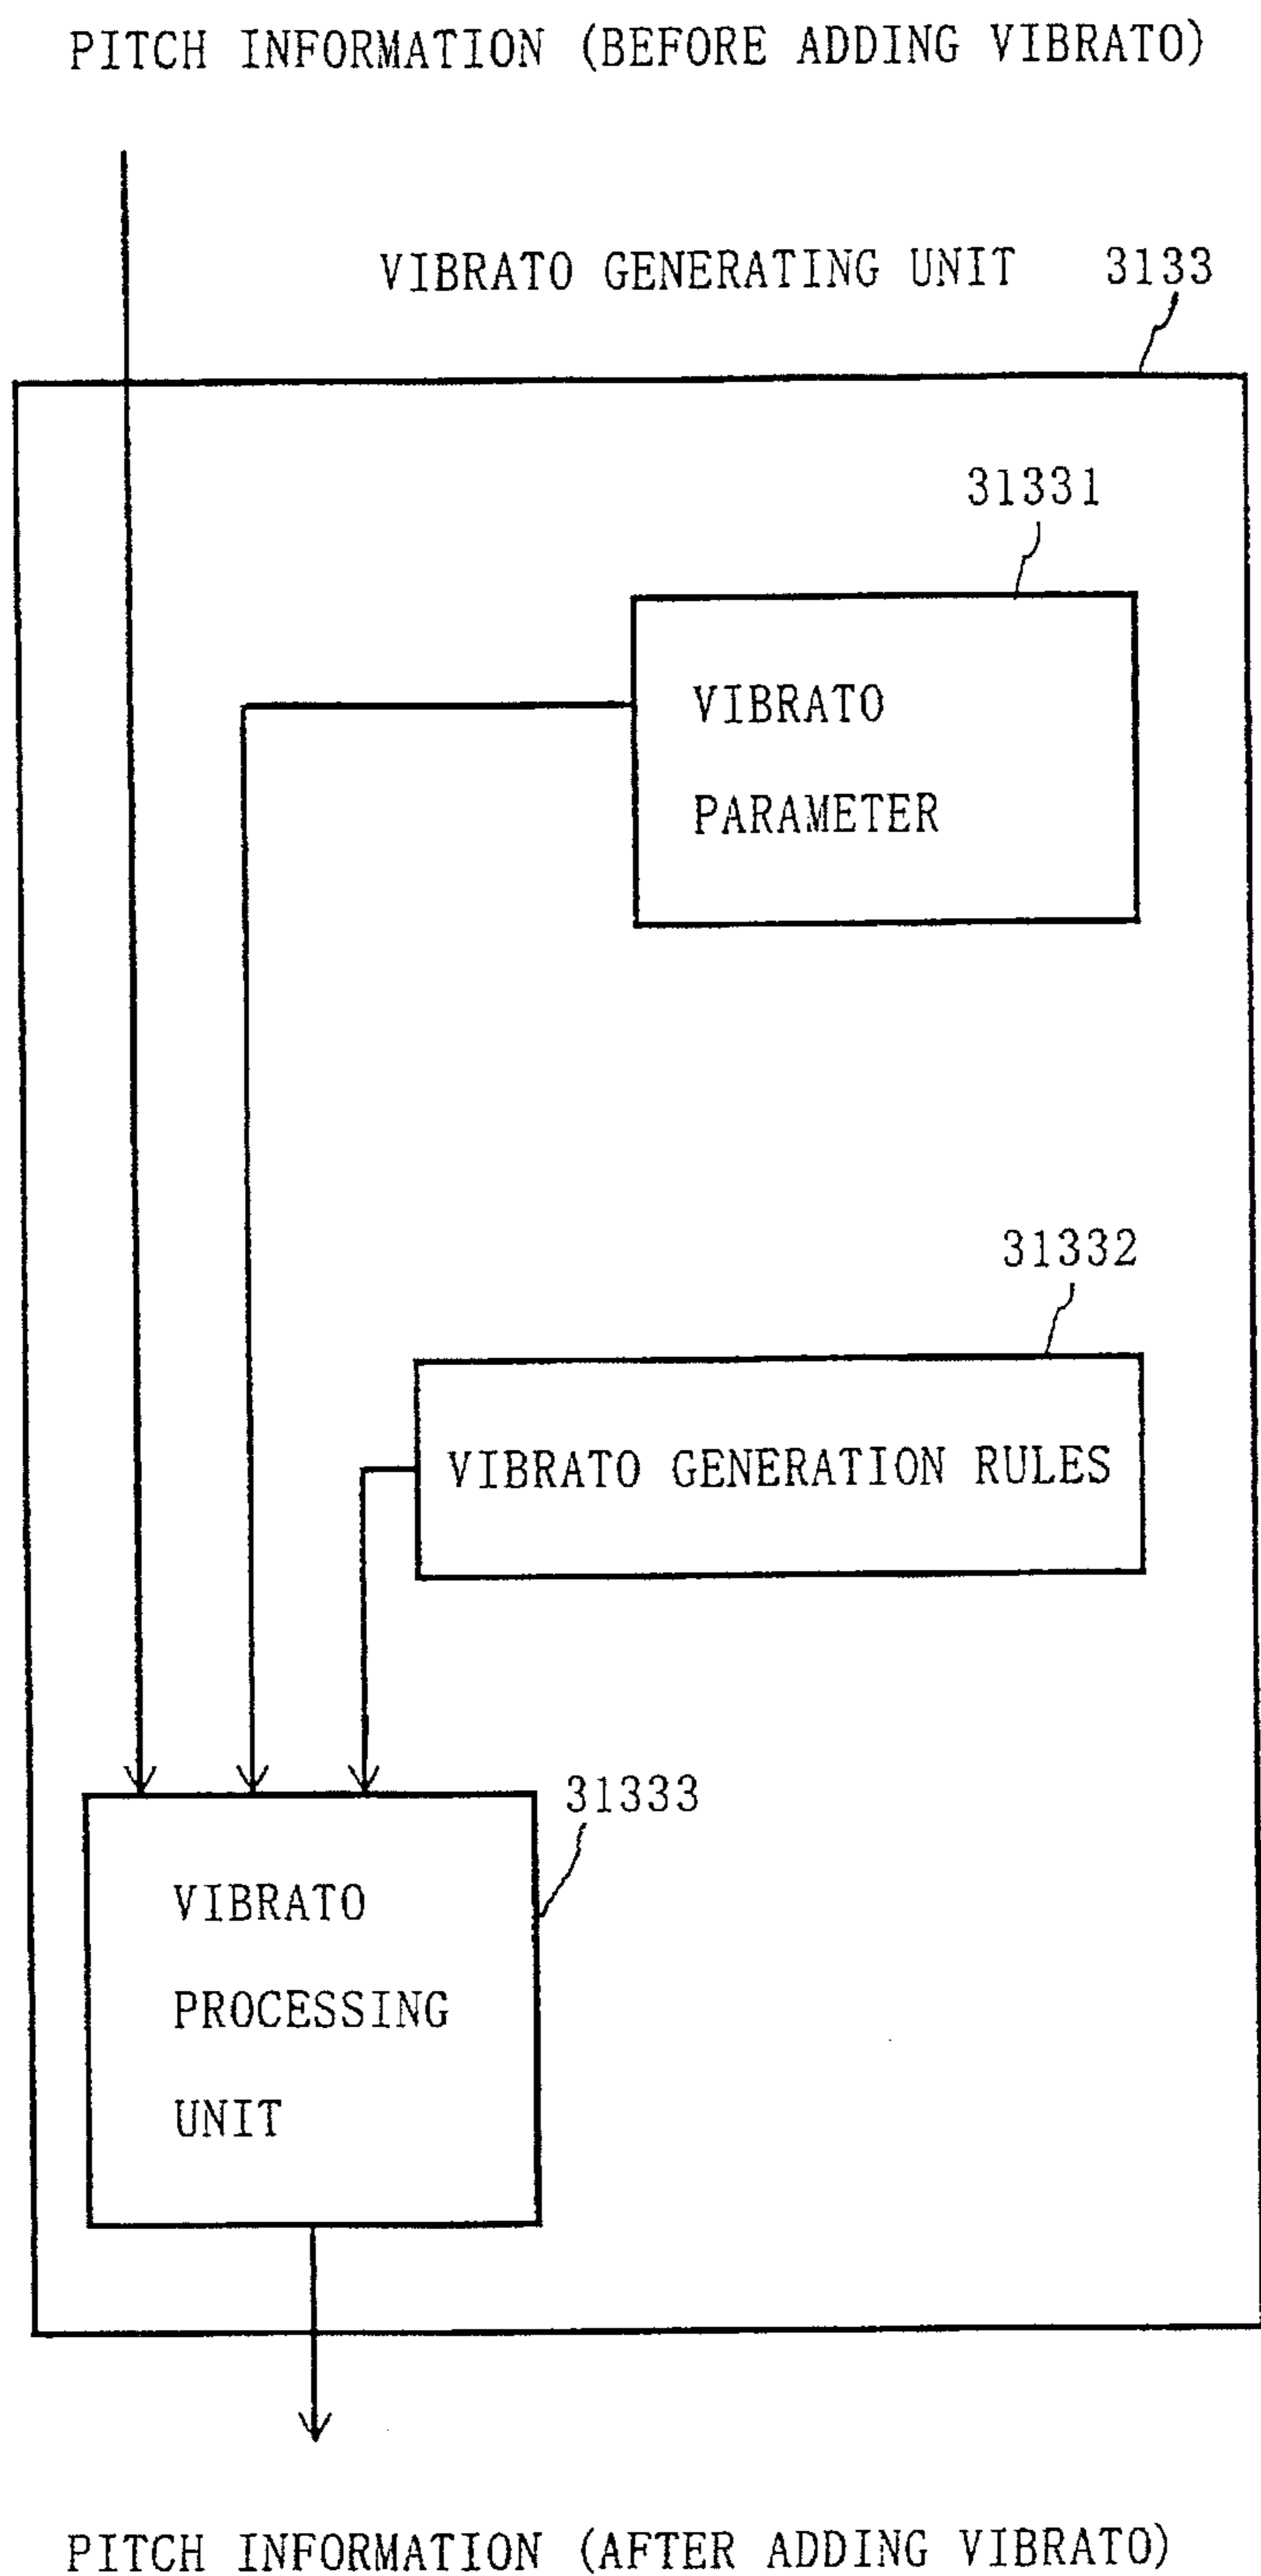 PITCH INFORMATION (BEFORE ADDING VIBRATO)
VIBRATO GENERATING UNIT 3133
31331
VIBRATO
PARAMETER
31332
VIBRATO GENERATION RULES
31333
VIBRATO
PROCESSING
UNIT
PITCH INFORMATION (AFTER ADDING VIBRATO)